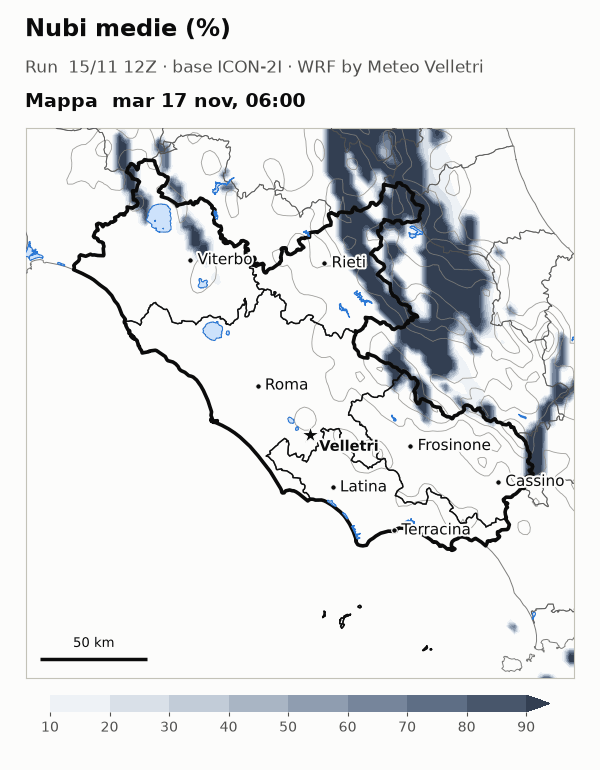 Nubi medie (%)
Run 15/11 12Z · base ICON-2I · WRF by Meteo Velletri
Mappa mar 17 nov, 06:00
Viterbo
Rieti
Roma
Velletri
Frosinone
Latina
Cassino
Terracina
50 km
10 20 30 40 50 60 70 80 90